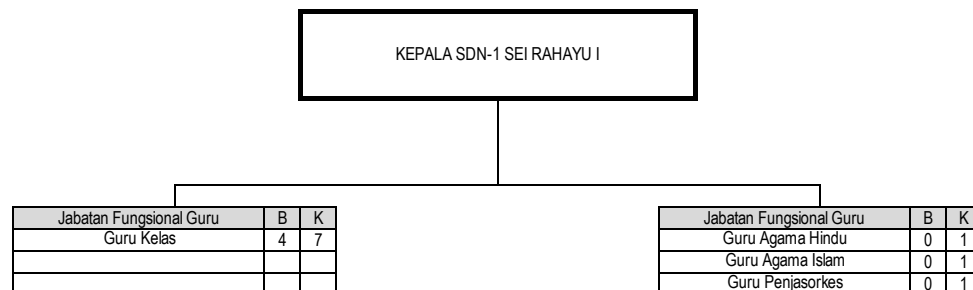 KEPALA SDN-1 SEI RAHAYU I
Jabatan Fungsional Guru B K
Guru Kelas 4 7
Jabatan Fungsional Guru B K
Guru Agama Hindu 0 1
Guru Agama Islam 0 1
Guru Penjasorkes 0 1